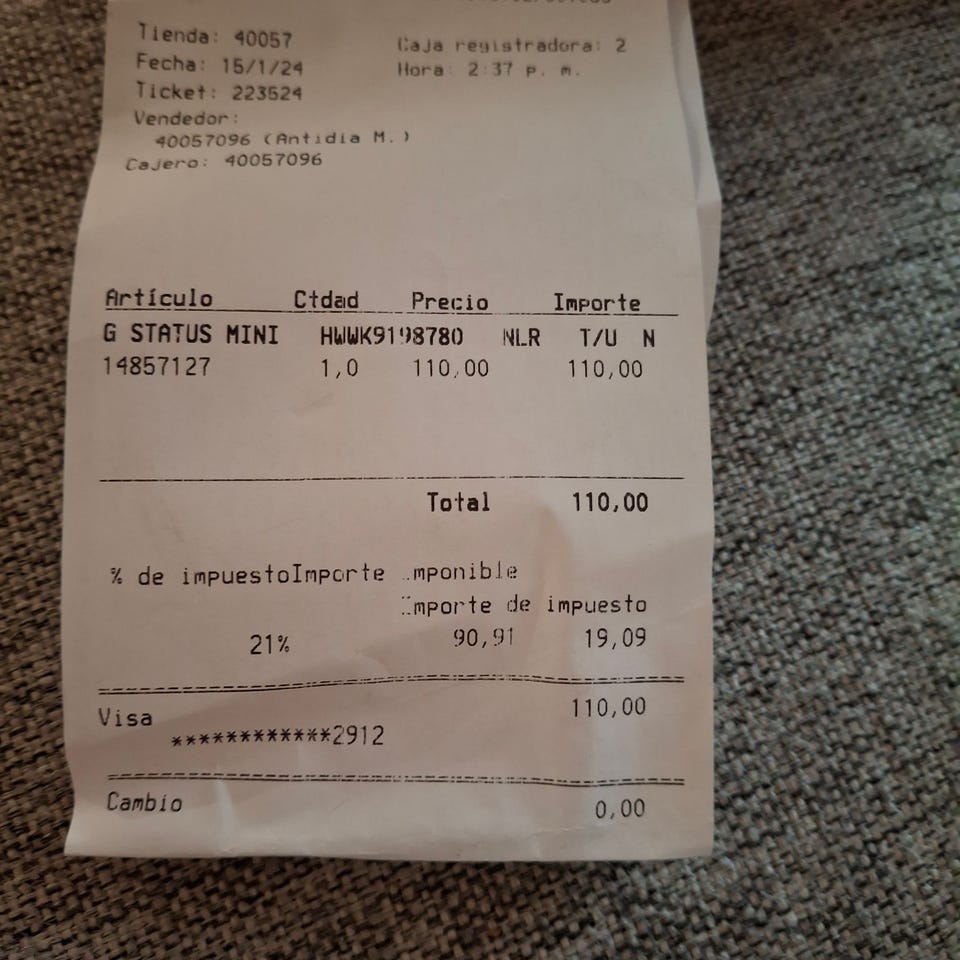 Tienda: 40057 Caja registradora: 2
Fecha: 15/1/24 Hora: 2:37 p. m.
Ticket: 223524
Vendedor:
40057096 (Antidia M.)
Cajero: 40057096
Artículo Ctdad Precio Importe
G STATUS MINI HWWK9198780 NLR T/U N
14857127 1,0 110,00 110,00
Total 110,00
% de impuestoImporte imponible
Importe de impuesto
21% 90,91 19,09
Visa 110,00
************2912
Cambio 0,00